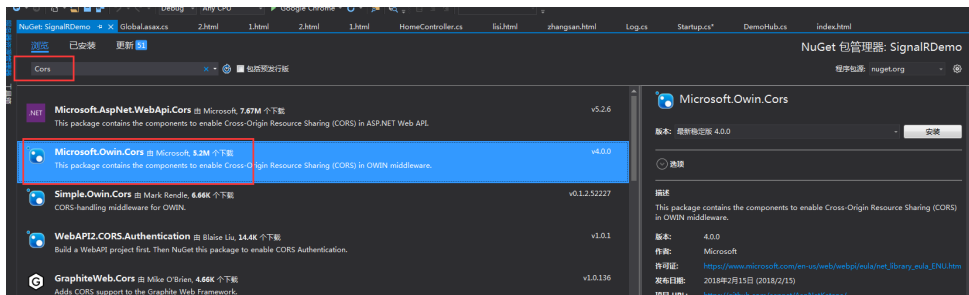 Debug Any CPU Google Chrome
NuGet: SignalRDemo Global.asax.cs 2.html 1.html 2.html 1.html HomeController.cs lisi.html zhangsan.html Log.cs Startup.cs* DemoHub.cs index.html
浏览 已安装 更新 51 NuGet 包管理器: SignalRDemo
Cors 包括预发行版 程序包源: nuget.org
.NET Microsoft.AspNet.WebApi.Cors 由 Microsoft, 7.67M 个下载 v5.2.6
This package contains the components to enable Cross-Origin Resource Sharing (CORS) in ASP.NET Web API.
Microsoft.Owin.Cors 由 Microsoft, 5.2M 个下载 v4.0.0
This package contains the components to enable Cross-Origin Resource Sharing (CORS) in OWIN middleware.
Simple.Owin.Cors 由 Mark Rendle, 6.66K 个下载 v0.1.2.52227
CORS-handling middleware for OWIN.
WebAPI2.CORS.Authentication 由 Blaise Liu, 14.4K 个下载 v1.0.1
Build a WebAPI project first. Then NuGet this package to enable CORS Authentication.
GraphiteWeb.Cors 由 Mike O'Brien, 4.66K 个下载 v1.0.136
Adds CORS support to the Graphite Web Framework.
Microsoft.Owin.Cors
版本: 最新稳定版 4.0.0 安装
选项
描述
This package contains the components to enable Cross-Origin Resource Sharing (CORS)
in OWIN middleware.
版本: 4.0.0
作者: Microsoft
许可证: https://www.microsoft.com/en-us/web/webpi/eula/net_library_eula_ENU.htm
发布日期: 2018年2月15日 (2018/2/15)